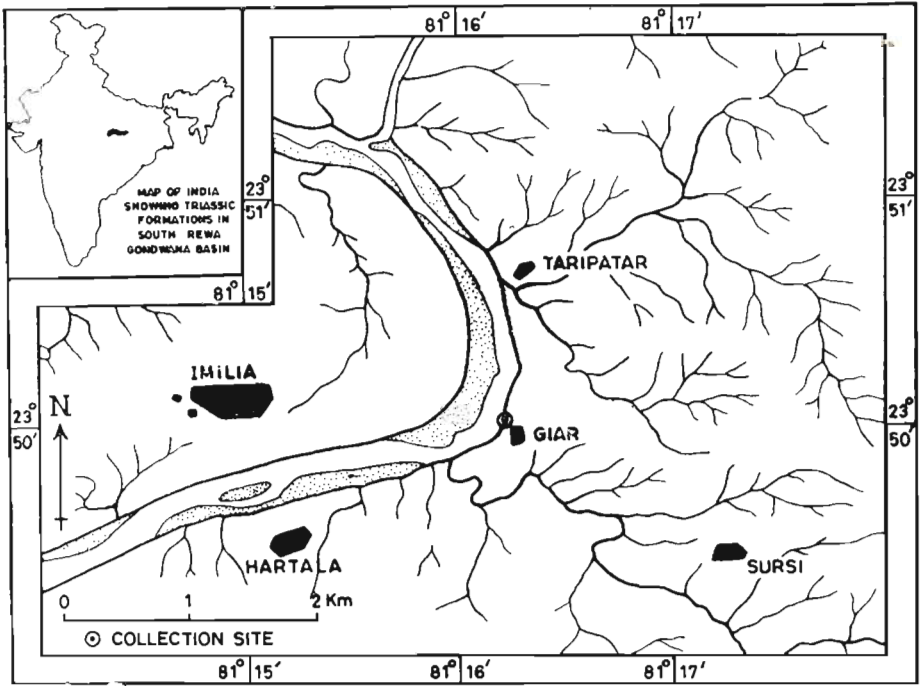 81° 16' 81° 17'
MAP OF INDIA
SHOWING TRIASSIC
FORMATIONS IN
SOUTH REWA
GONDWANA BASIN
23°
51'
23°
51'
81° 15'
TARIPATAR
IMiLIA
N
23°
50'
23°
50'
GIAR
HARTALA
SURSI
0 1 2 Km
COLLECTION SITE
81° 15' 81° 16' 81° 17'